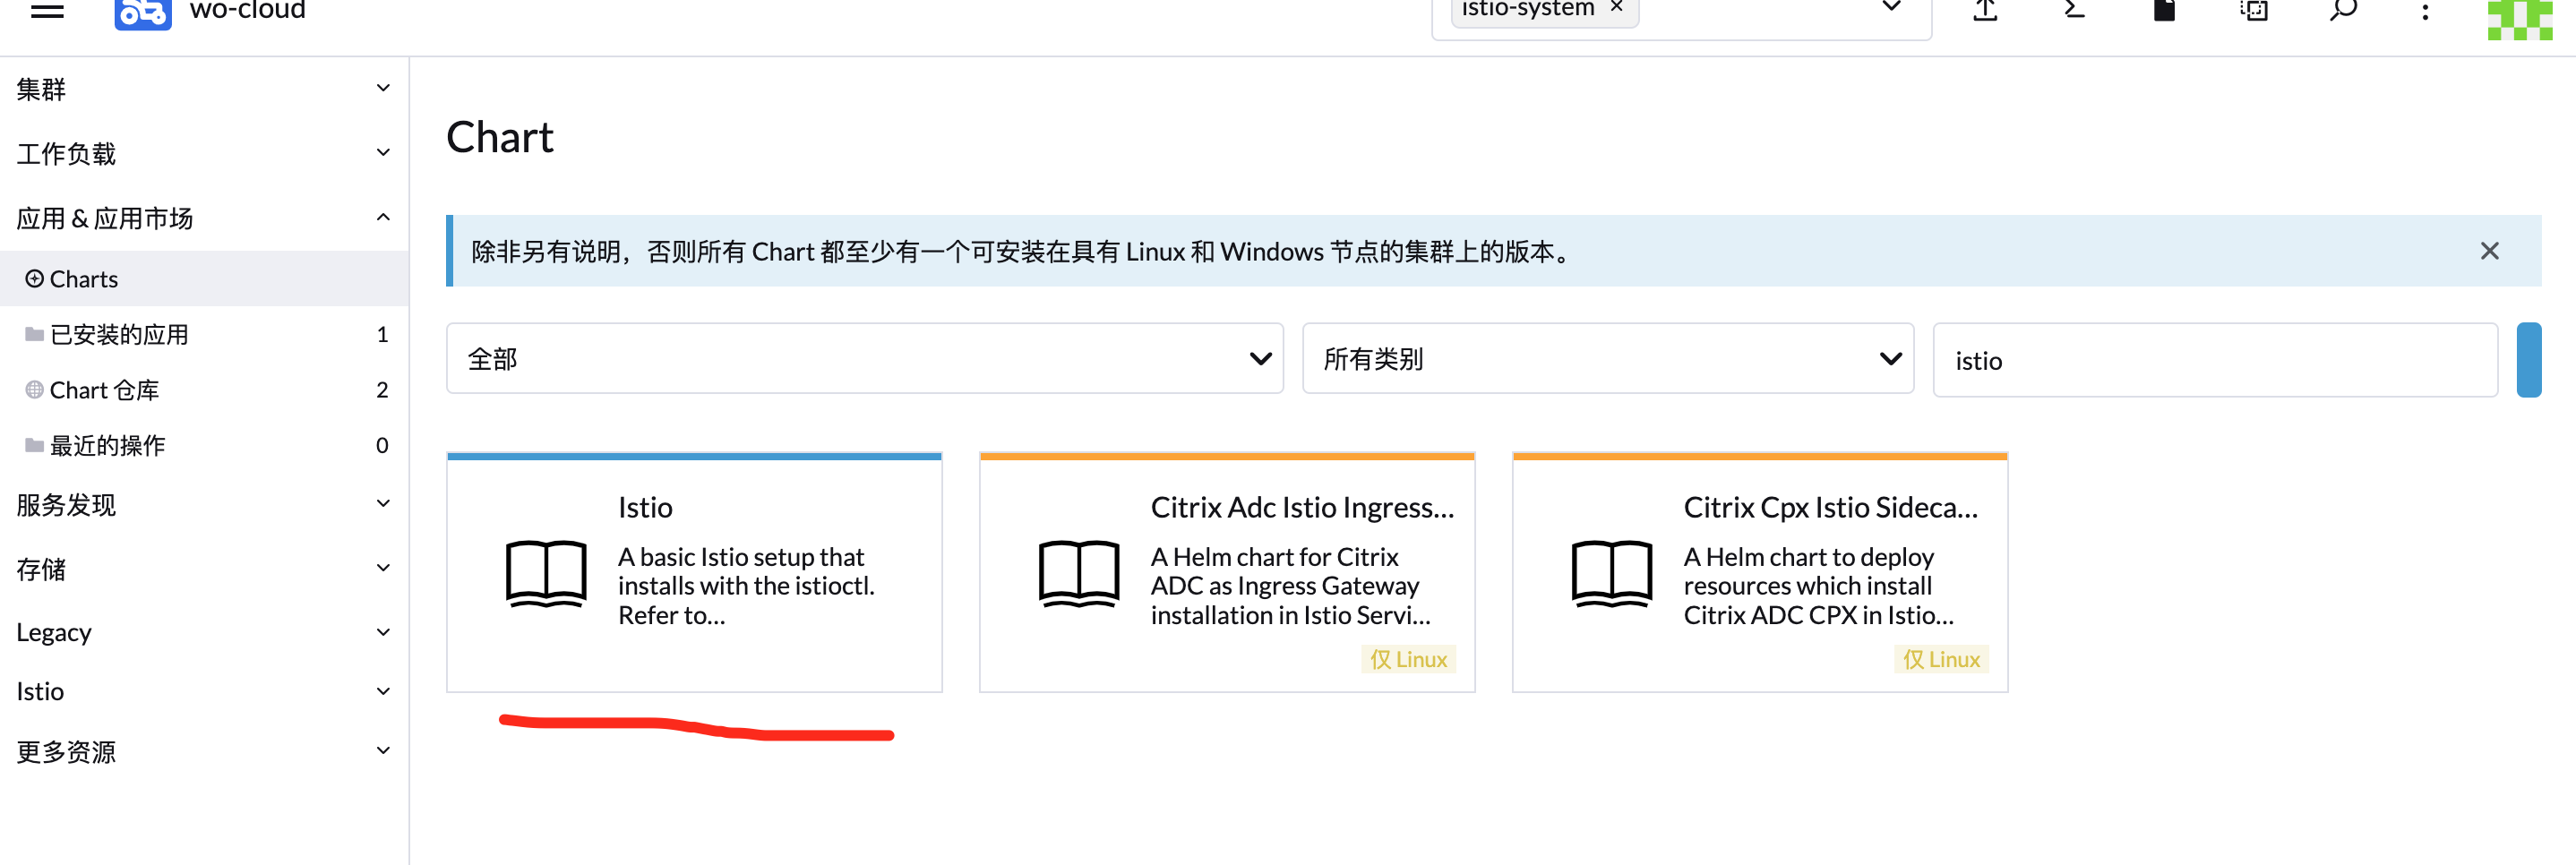 wo-cloud
istio-system ×
集群
工作负载
应用 & 应用市场
Charts
已安装的应用 1
Chart 仓库 2
最近的操作 0
服务发现
存储
Legacy
Istio
更多资源
Chart
除非另有说明，否则所有 Chart 都至少有一个可安装在具有 Linux 和 Windows 节点的集群上的版本。
全部
所有类别
istio
Istio
A basic Istio setup that
installs with the istioctl.
Refer to...
Citrix Adc Istio Ingress...
A Helm chart for Citrix
ADC as Ingress Gateway
installation in Istio Servi...
仅 Linux
Citrix Cpx Istio Sideca...
A Helm chart to deploy
resources which install
Citrix ADC CPX in Istio...
仅 Linux